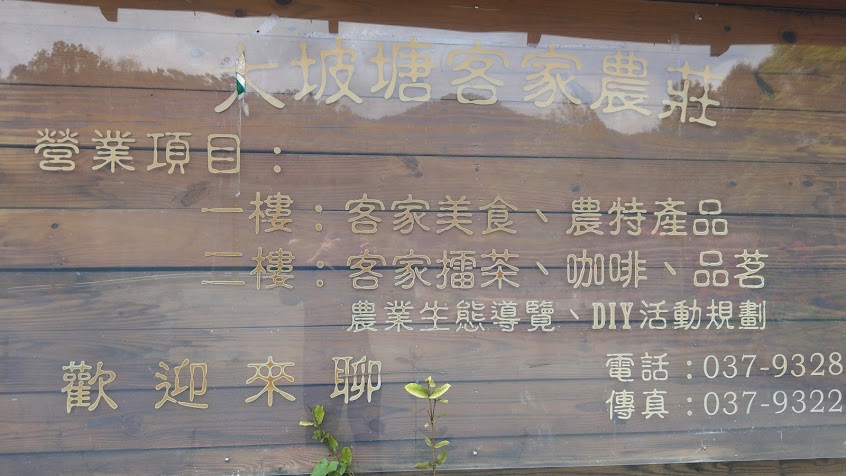 大坡塘客家農莊
營業項目：
一樓：客家美食、農特產品
二樓：客家擂茶、咖啡、品茗
農業生態導覽、DIY活動規劃
歡迎來聊
電話：037-9328
傳真：037-9322